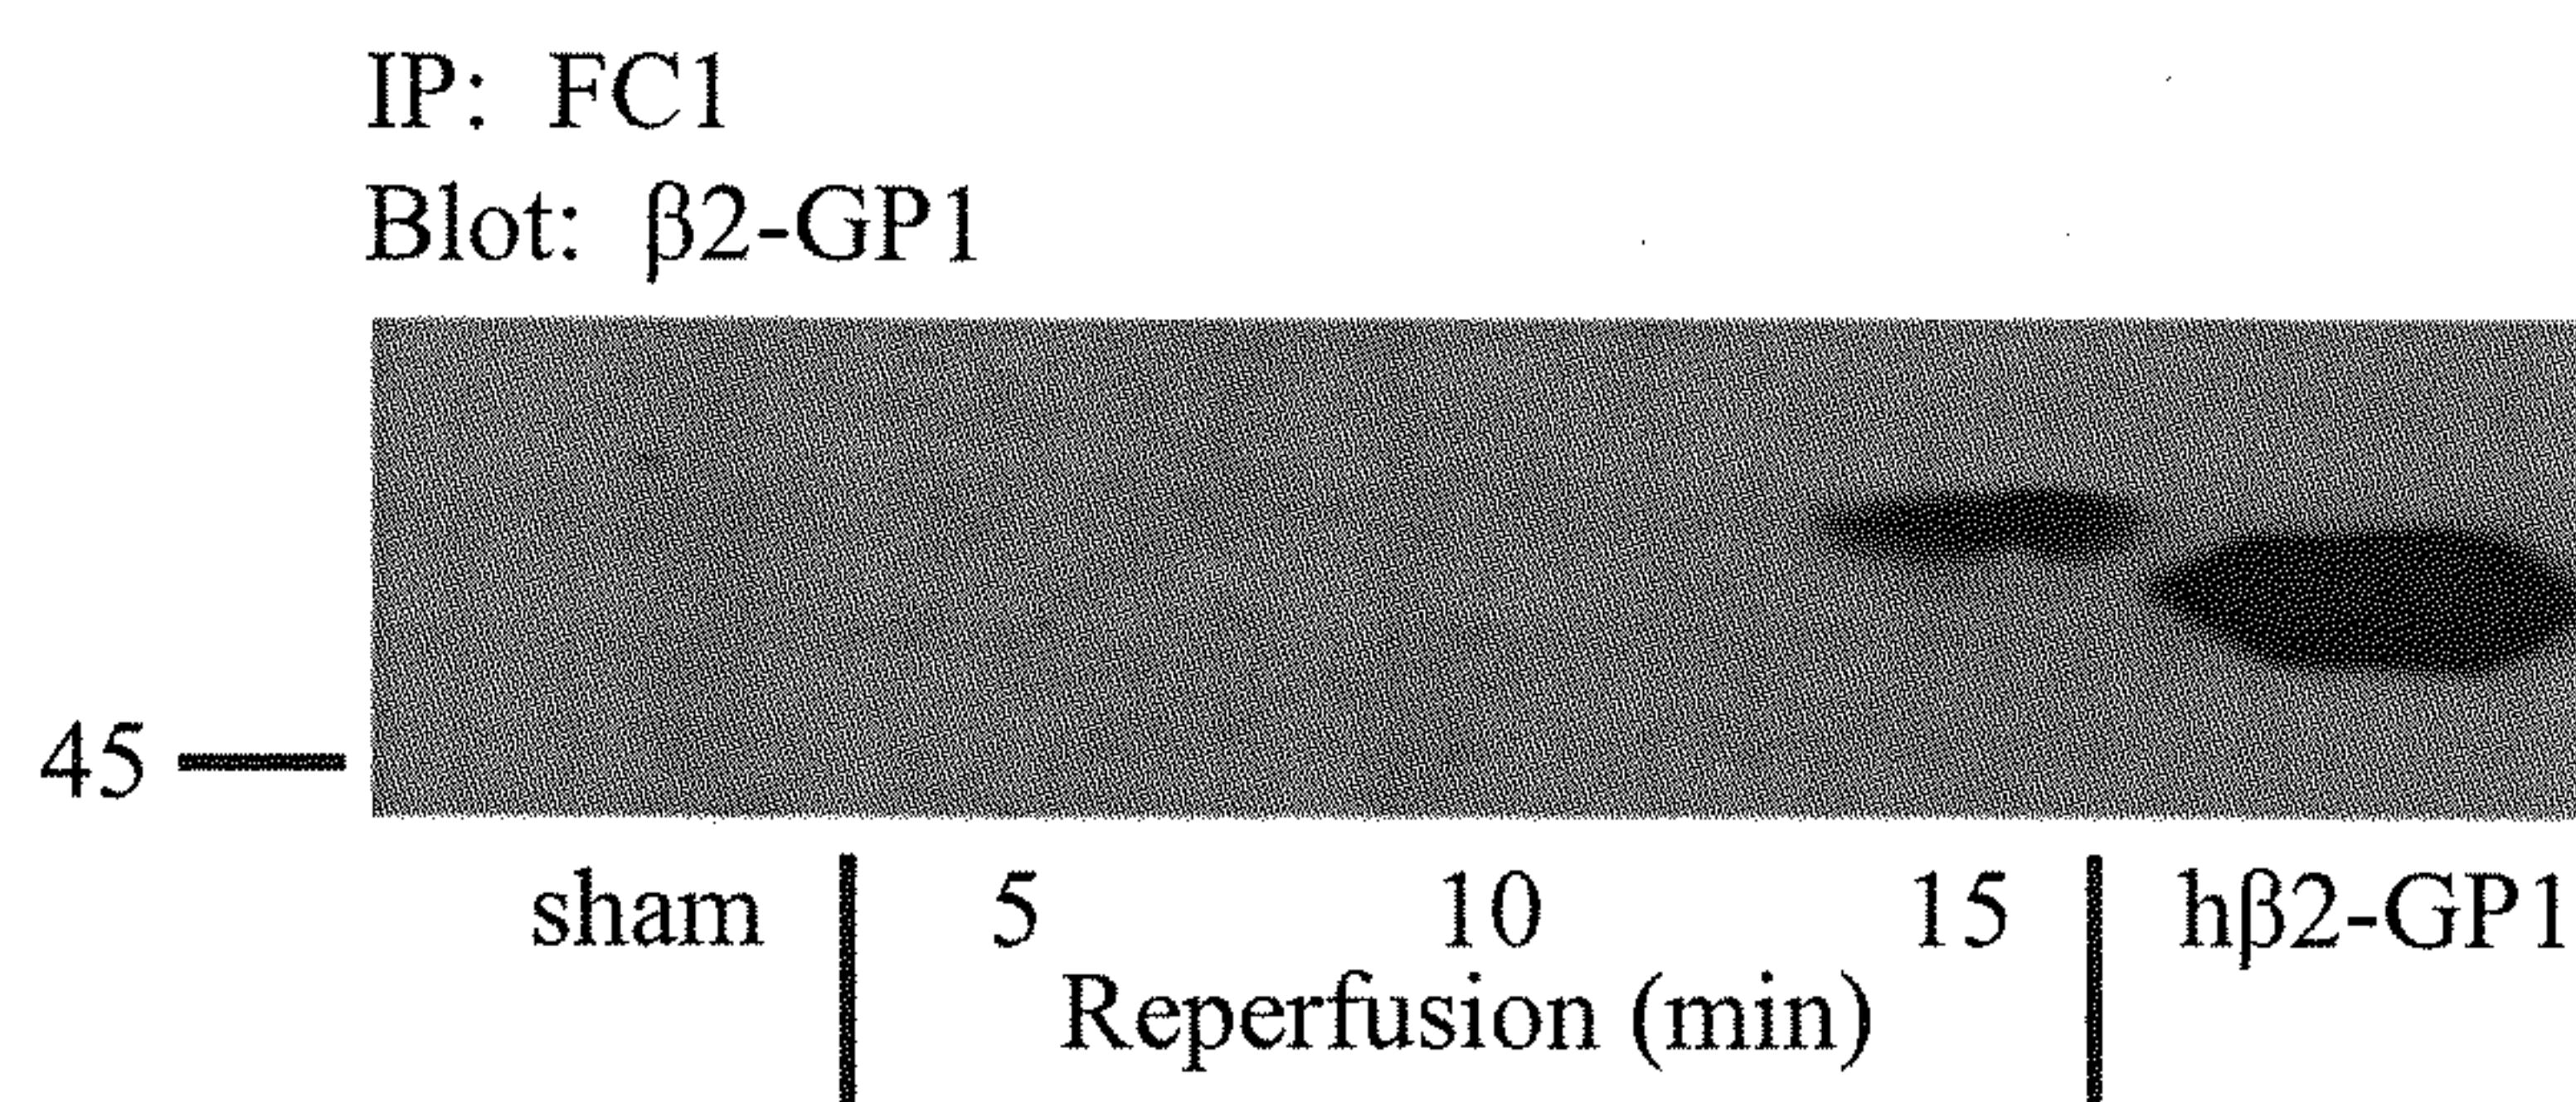 IP: FC1
Blot: β2-GP1
45
sham 5 10 15 hβ2-GP1
Reperfusion (min)